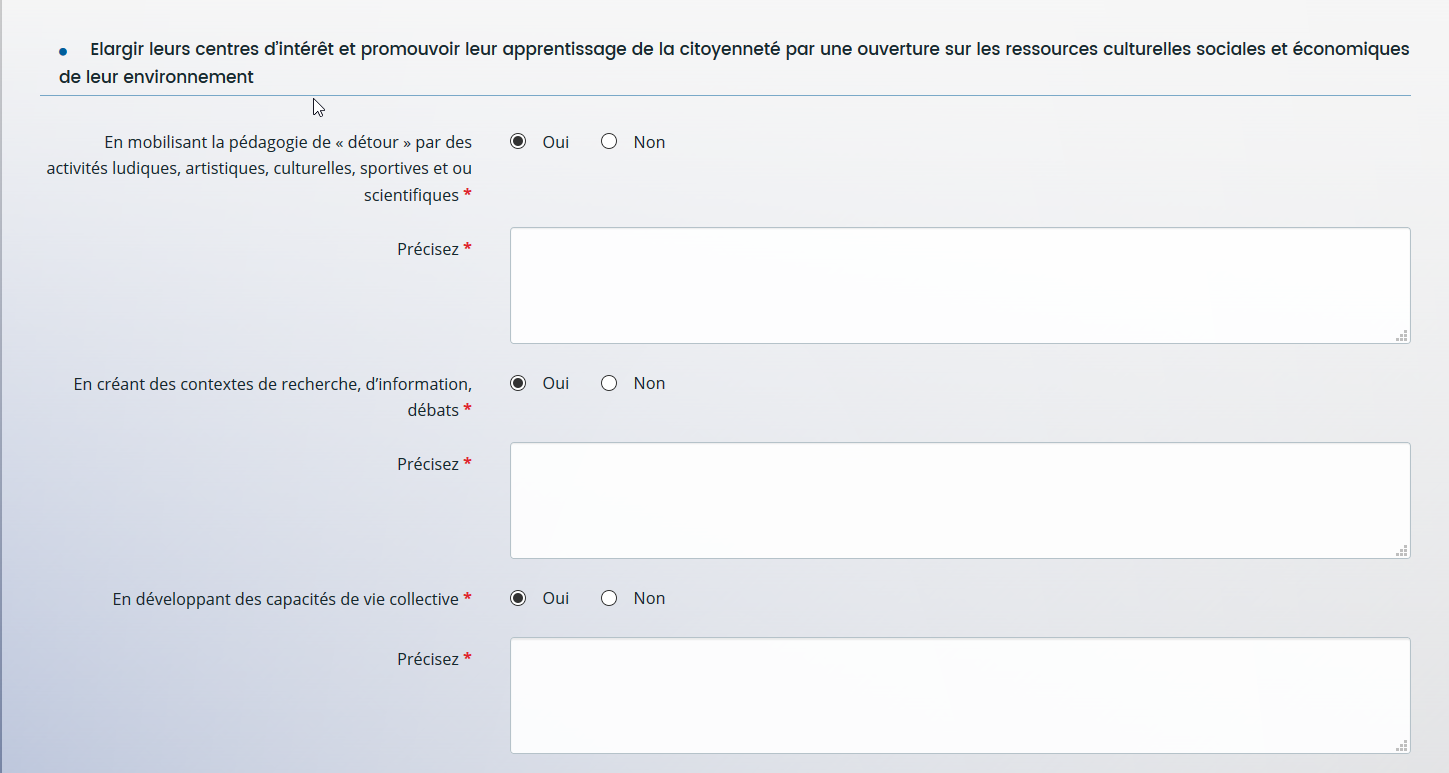 • Elargir leurs centres d'intérêt et promouvoir leur apprentissage de la citoyenneté par une ouverture sur les ressources culturelles sociales et économiques
de leur environnement
En mobilisant la pédagogie de « détour » par des
activités ludiques, artistiques, culturelles, sportives et ou
scientifiques *
Oui Non
Précisez *
En créant des contextes de recherche, d'information,
débats *
Oui Non
Précisez *
En développant des capacités de vie collective *
Oui Non
Précisez *